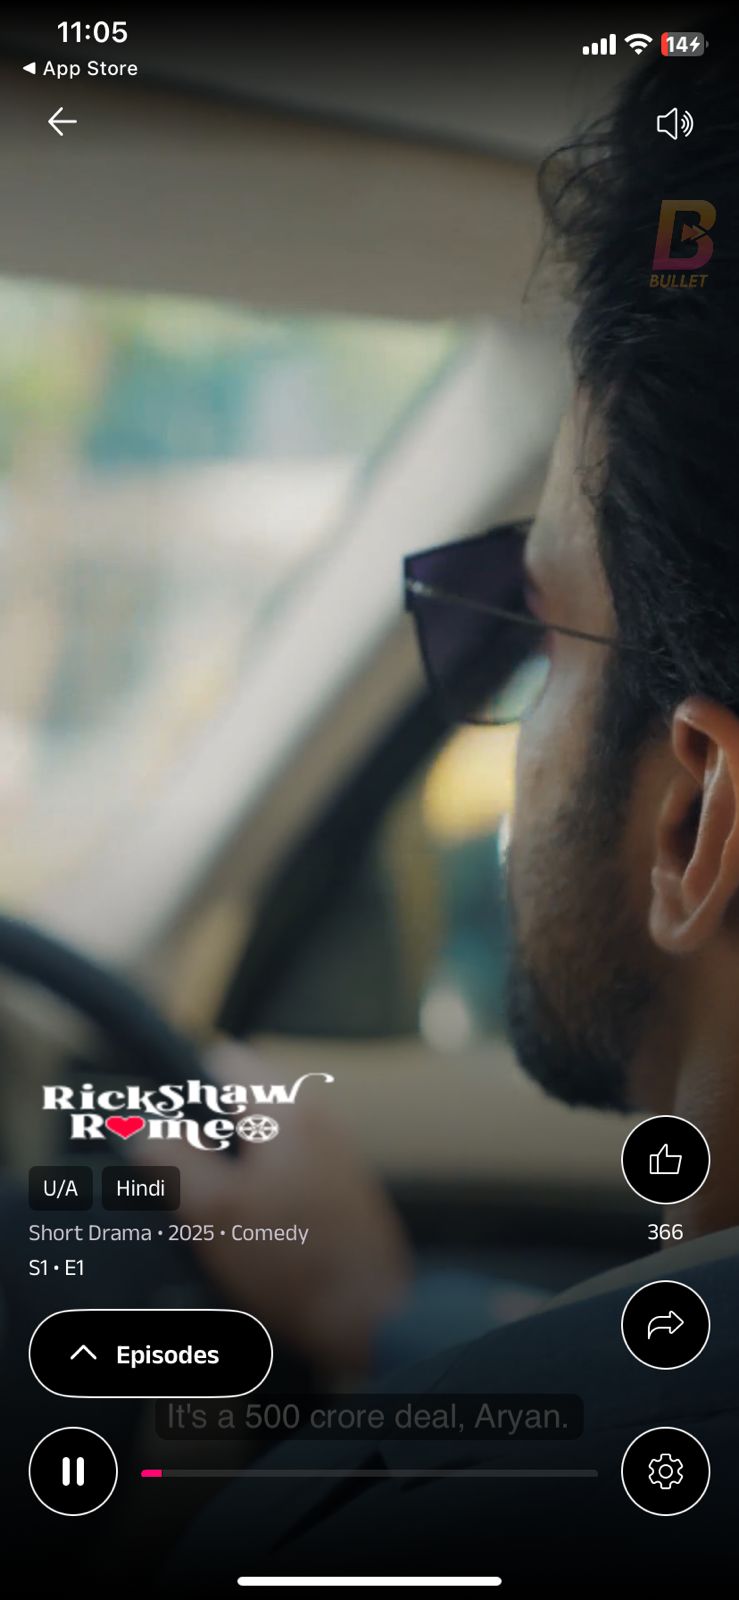 11:05
14
App Store
BULLET
Rickshaw
Romeo
U/A Hindi
Short Drama • 2025 • Comedy
366
S1 • E1
Episodes
It's a 500 crore deal, Aryan.